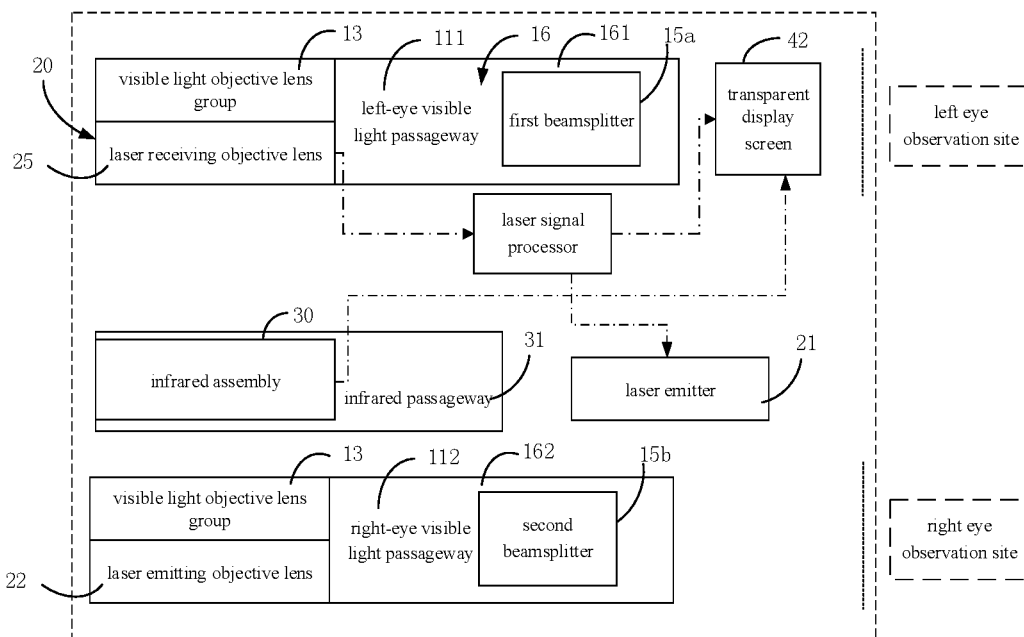 13
111
16
161
15a
42
20
visible light objective lens
group
left-eye visible
light passageway
first beamsplitter
transparent
display
screen
left eye
observation site
25
laser receiving objective lens
laser signal
processor
30
31
21
infrared assembly
infrared passageway
laser emitter
13
112
162
15b
visible light objective lens
group
right-eye visible
light passageway
second
beamsplitter
right eye
observation site
22
laser emitting objective lens